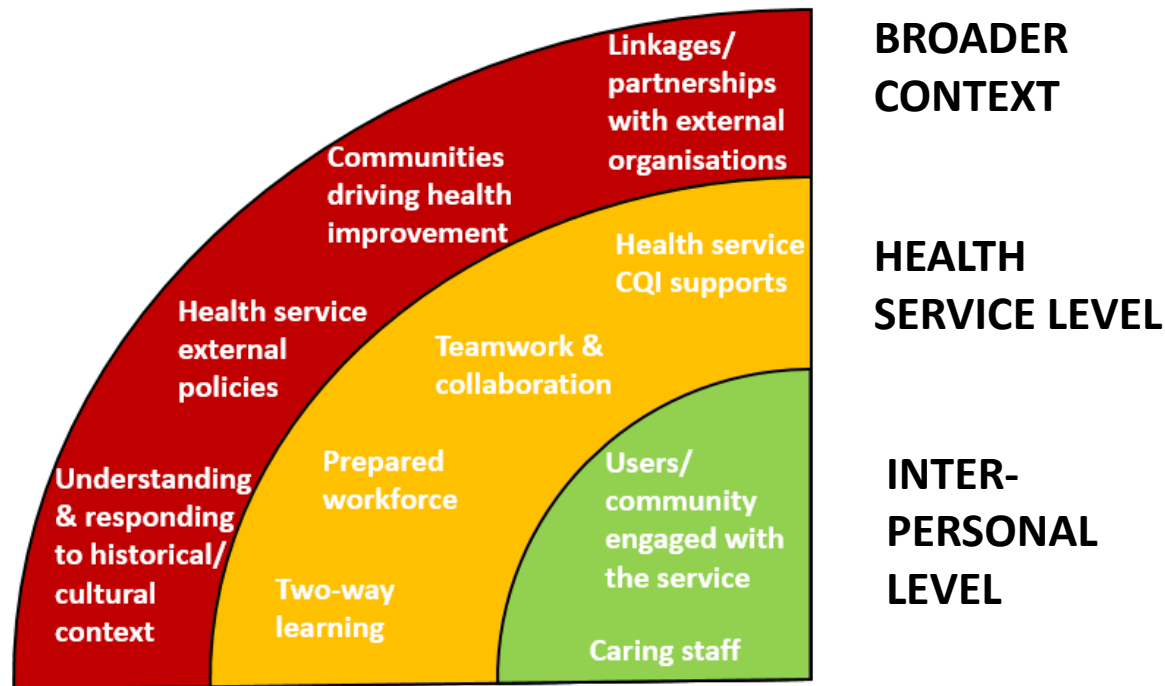 Linkages/
partnerships
with external
organisations
Communities
driving health
improvement
Health service
external
policies
Understanding
& responding
to historical/
cultural
context
Health service
CQI supports
Teamwork &
collaboration
Prepared
workforce
Two-way
learning
Users/
community
engaged with
the service
Caring staff
BROADER
CONTEXT
HEALTH
SERVICE LEVEL
INTER-
PERSONAL
LEVEL